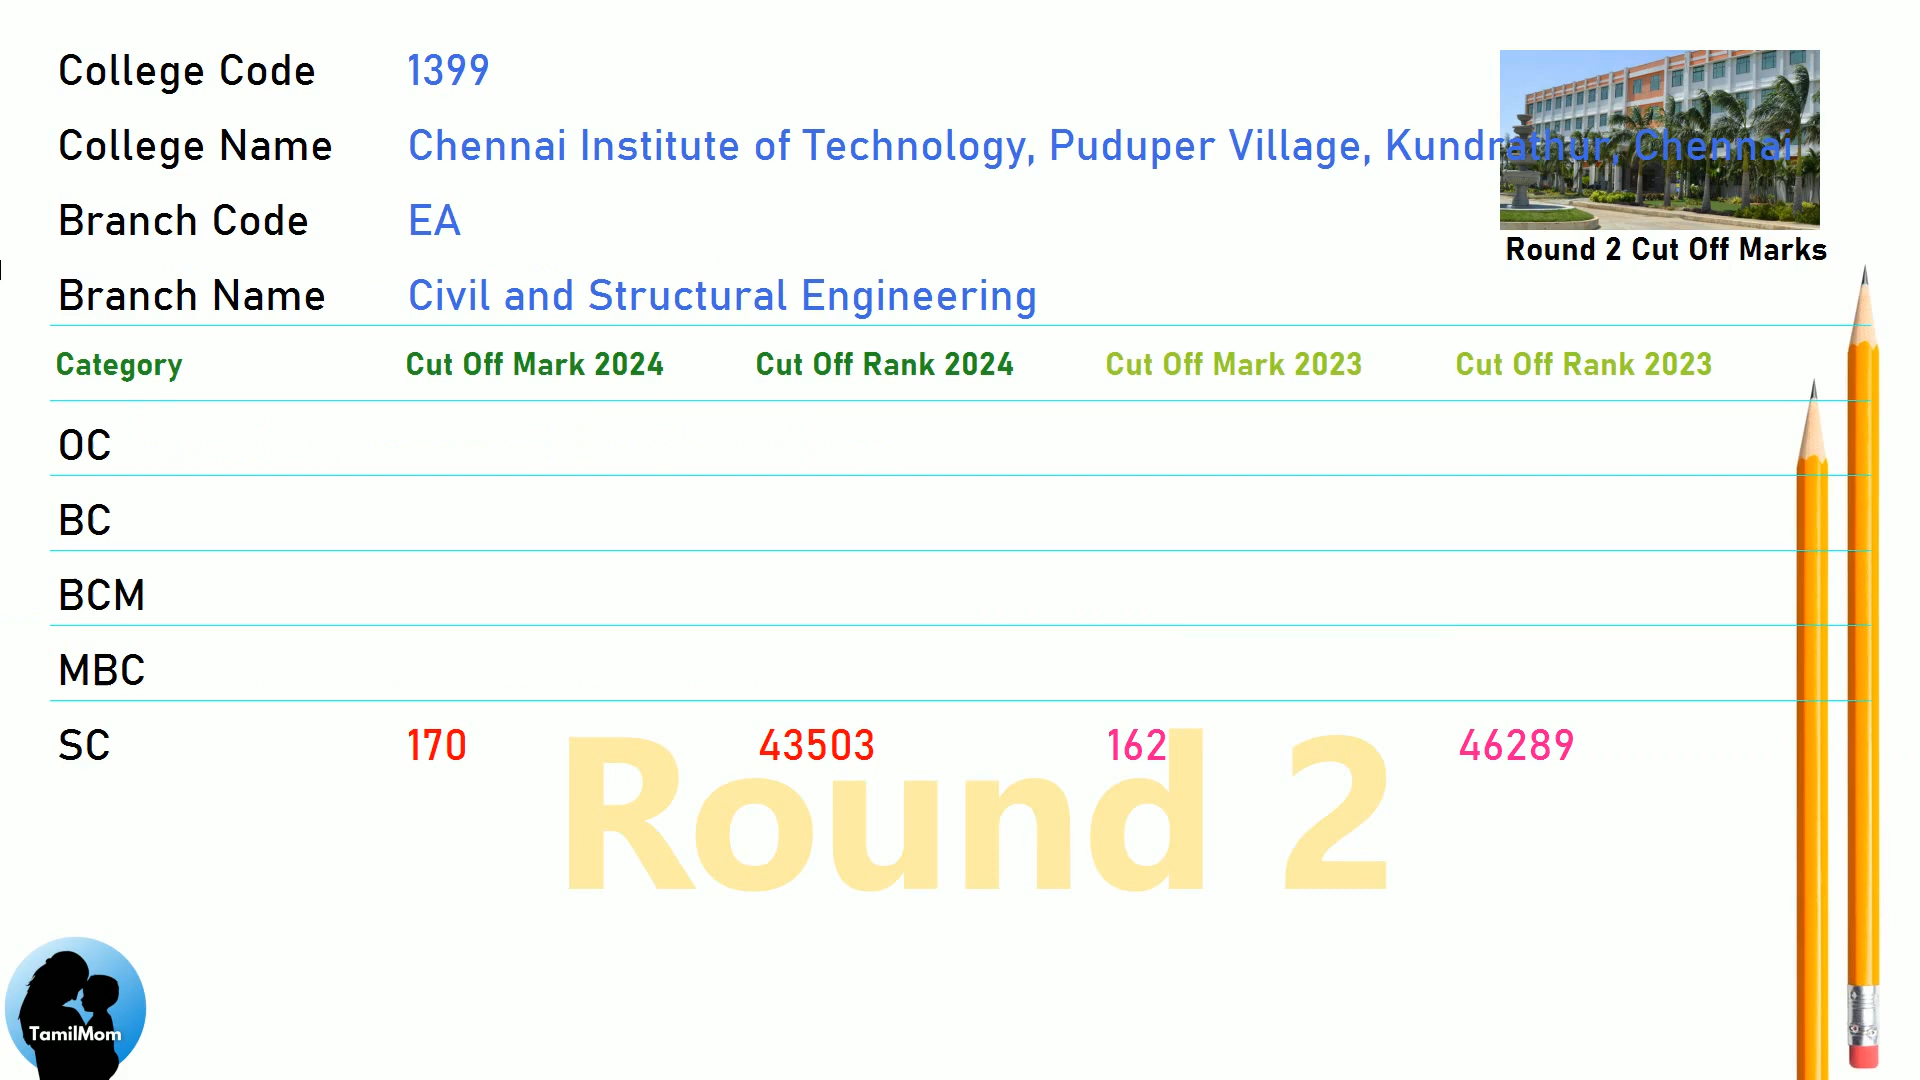 College Code 1399
College Name Chennai Institute of Technology, Puduper Village, Kundrathur, Chennai
Branch Code EA
Round 2 Cut Off Marks
Branch Name Civil and Structural Engineering
Category Cut Off Mark 2024 Cut Off Rank 2024 Cut Off Mark 2023 Cut Off Rank 2023
OC
BC
BCM
MBC
SC 170 43503 162 46289
Round 2
TamilMom